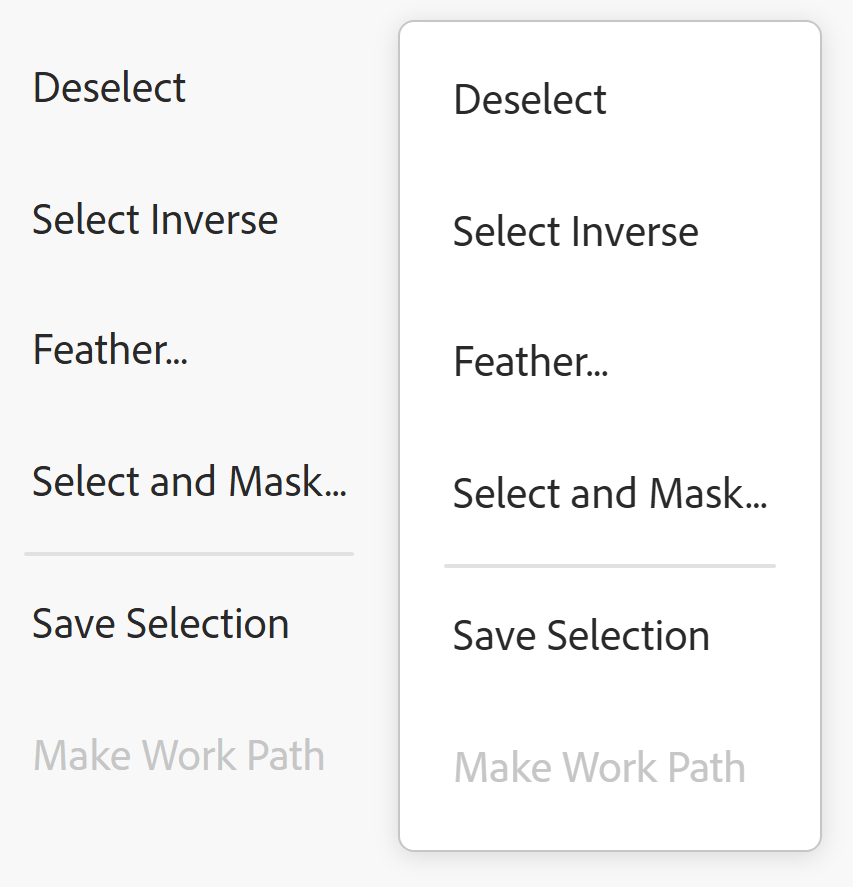 Deselect
Select Inverse
Feather...
Select and Mask...
Save Selection
Make Work Path
Deselect
Select Inverse
Feather...
Select and Mask...
Save Selection
Make Work Path